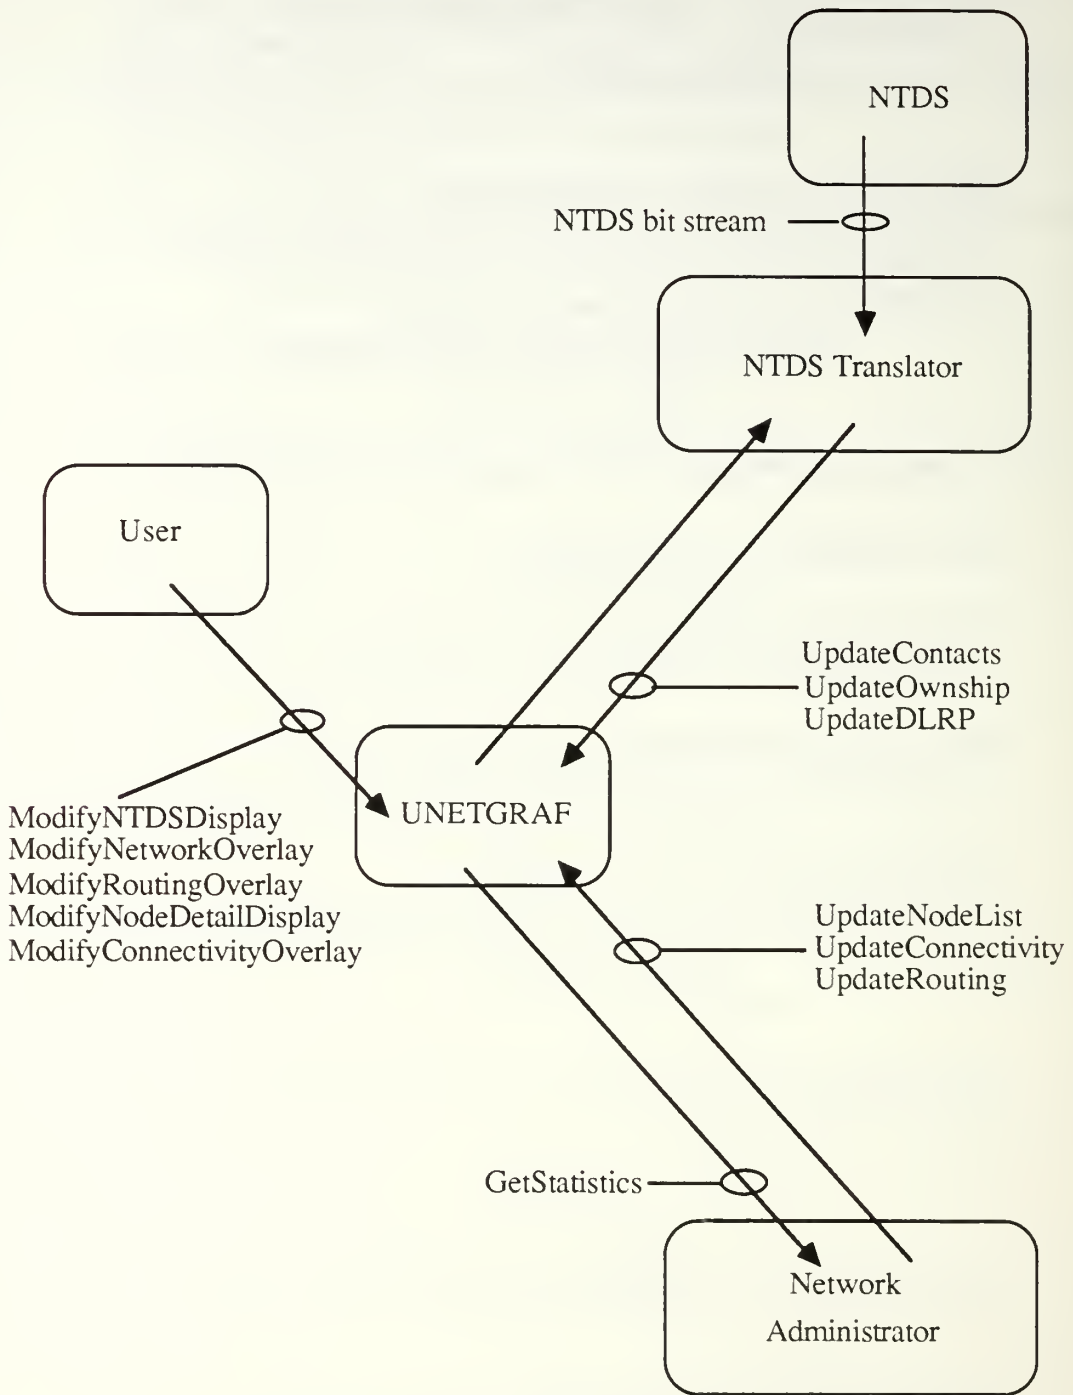 NTDS
NTDS bit stream
NTDS Translator
User
UpdateContacts
UpdateOwnship
UpdateDLRP
UNETGRAF
ModifyNTDSDisplay
ModifyNetworkOverlay
ModifyRoutingOverlay
ModifyNodeDetailDisplay
ModifyConnectivityOverlay
UpdateNodeList
UpdateConnectivity
UpdateRouting
GetStatistics
Network
Administrator